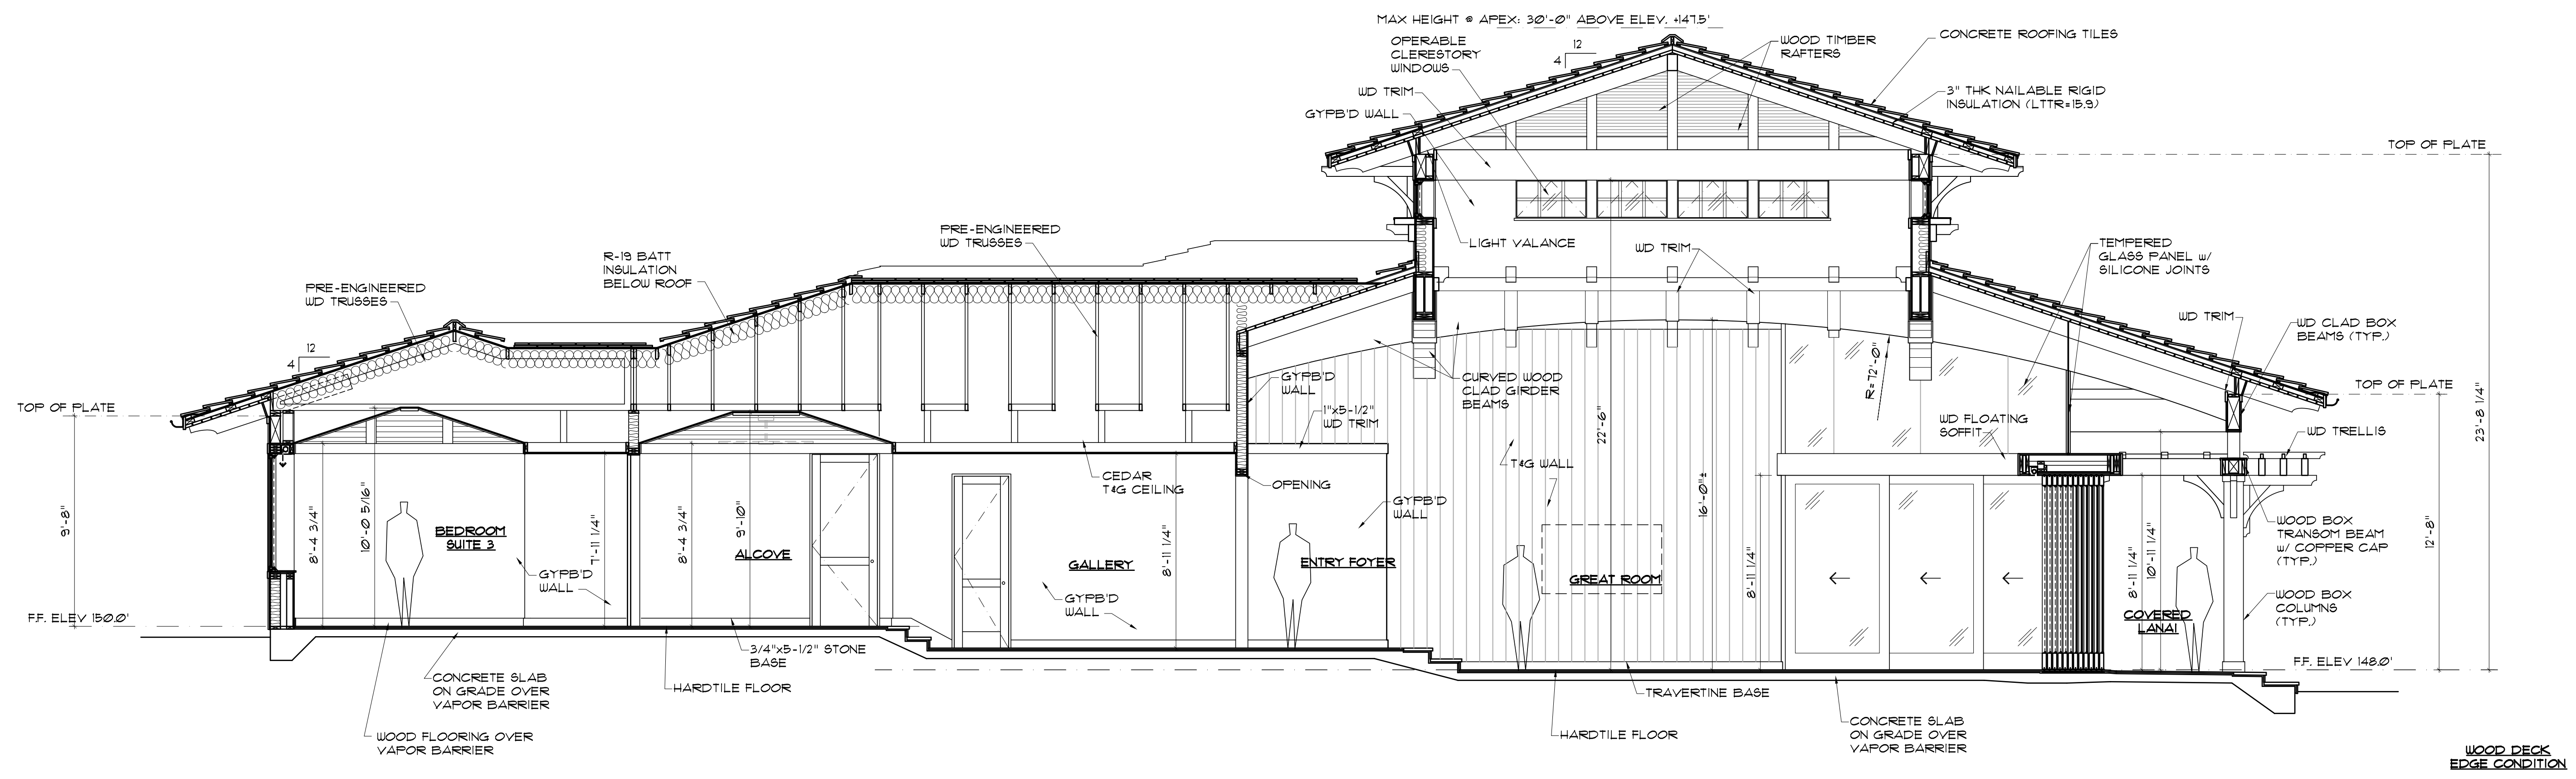 MAX HEIGHT @ APEX: 30'-0" ABOVE ELEV. +147.5'
OPERABLE
CLERESTORY
WINDOWS
12
4
WOOD TIMBER
RAFTERS
CONCRETE ROOFING TILES
WD TRIM
GYPB'D WALL
3" THK NAILABLE RIGID
INSULATION (LTTR=15.9)
TOP OF PLATE
LIGHT VALANCE
WD TRIM
TEMPERED
GLASS PANEL w/
SILICONE JOINTS
PRE-ENGINEERED
WD TRUSSES
R-19 BATT
INSULATION
BELOW ROOF
PRE-ENGINEERED
WD TRUSSES
12
4
WD TRIM
WD CLAD BOX
BEAMS (TYP.)
TOP OF PLATE
TOP OF PLATE
GYPB'D
WALL
CURVED WOOD
CLAD GIRDER
BEAMS
R=72'-0"
1"x5-1/2"
WD TRIM
22'-6"
WD FLOATING
SOFFIT
WD TRELLIS
23'-8 1/4"
T&G WALL
CEDAR
T&G CEILING
OPENING
GYPB'D
WALL
16'-0"±
9'-8"
8'-4 3/4"
10'-0 5/16"
BEDROOM
SUITE 3
7'-11 1/4"
8'-4 3/4"
9'-10"
ALCOVE
GALLERY
8'-11 1/4"
ENTRY FOYER
GREAT ROOM
8'-11 1/4"
8'-11 1/4"
10'-11 1/4"
12'-8"
WOOD BOX
TRANSOM BEAM
w/ COPPER CAP
(TYP.)
GYPB'D
WALL
GYPB'D
WALL
WOOD BOX
COLUMNS
(TYP.)
COVERED
LANAI
F.F. ELEV 150.0'
3/4"x5-1/2" STONE
BASE
F.F. ELEV 148.0'
CONCRETE SLAB
ON GRADE OVER
VAPOR BARRIER
HARDTILE FLOOR
TRAVERTINE BASE
WOOD FLOORING OVER
VAPOR BARRIER
HARDTILE FLOOR
CONCRETE SLAB
ON GRADE OVER
VAPOR BARRIER
WOOD DECK
EDGE CONDITION